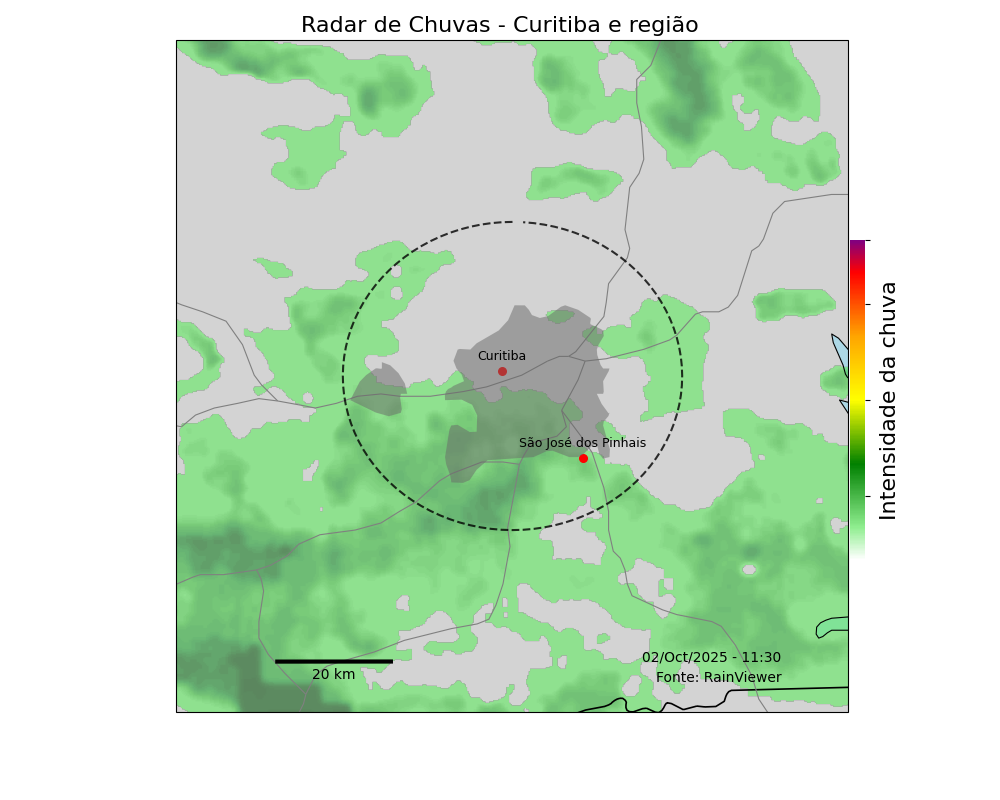 Radar de Chuvas - Curitiba e região
Curitiba
São José dos Pinhais
Intensidade da chuva
20 km
02/Oct/2025 - 11:30
Fonte: RainViewer